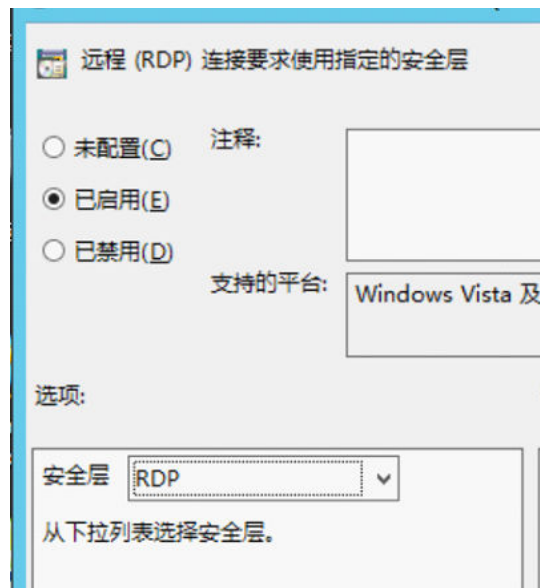 远程 (RDP) 连接要求使用指定的安全层
未配置(C)
注释:
已启用(E)
已禁用(D)
支持的平台:
Windows Vista 及
选项:
安全层
RDP
从下拉列表选择安全层。